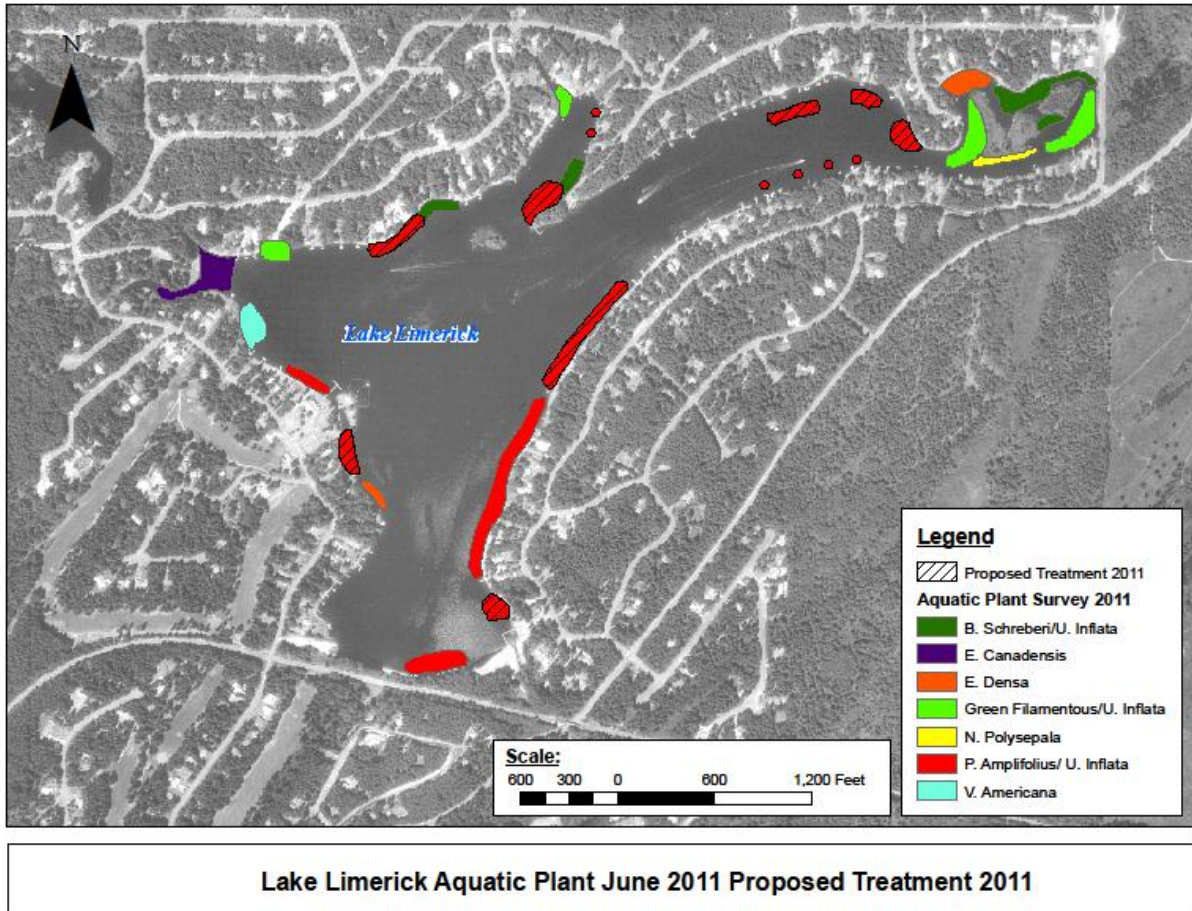 N
Lake Limerick
Legend
Proposed Treatment 2011
Aquatic Plant Survey 2011
B. Schreberi/U. Inflata
E. Canadensis
E. Densa
Green Filamentous/U. Inflata
N. Polysepala
P. Amplifolius/ U. Inflata
V. Americana
Scale:
600 300 0 600 1,200 Feet
Lake Limerick Aquatic Plant June 2011 Proposed Treatment 2011